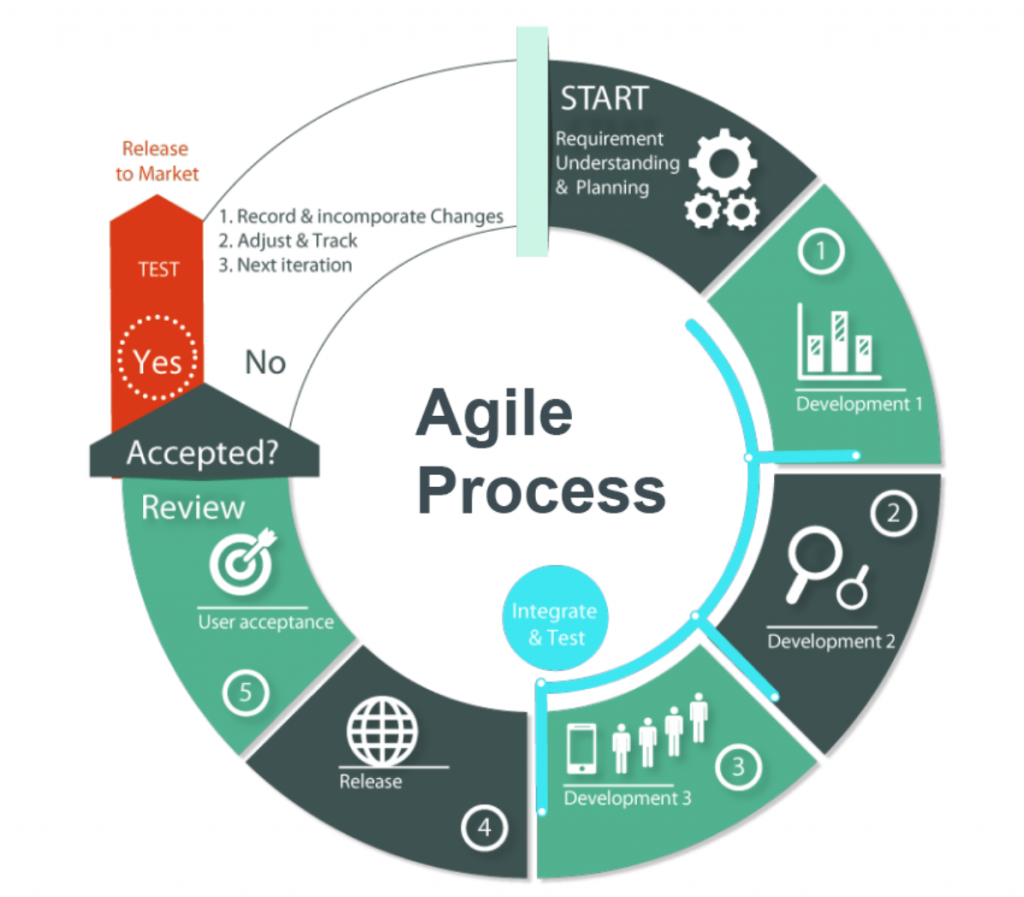 START
Requirement
Understanding
& Planning
1
Development 1
2
Development 2
3
Development 3
Integrate
& Test
4
Release
5
User acceptance
Review
Accepted?
Yes
No
TEST
Release
to Market
1. Record & incomporate Changes
2. Adjust & Track
3. Next iteration
Agile
Process